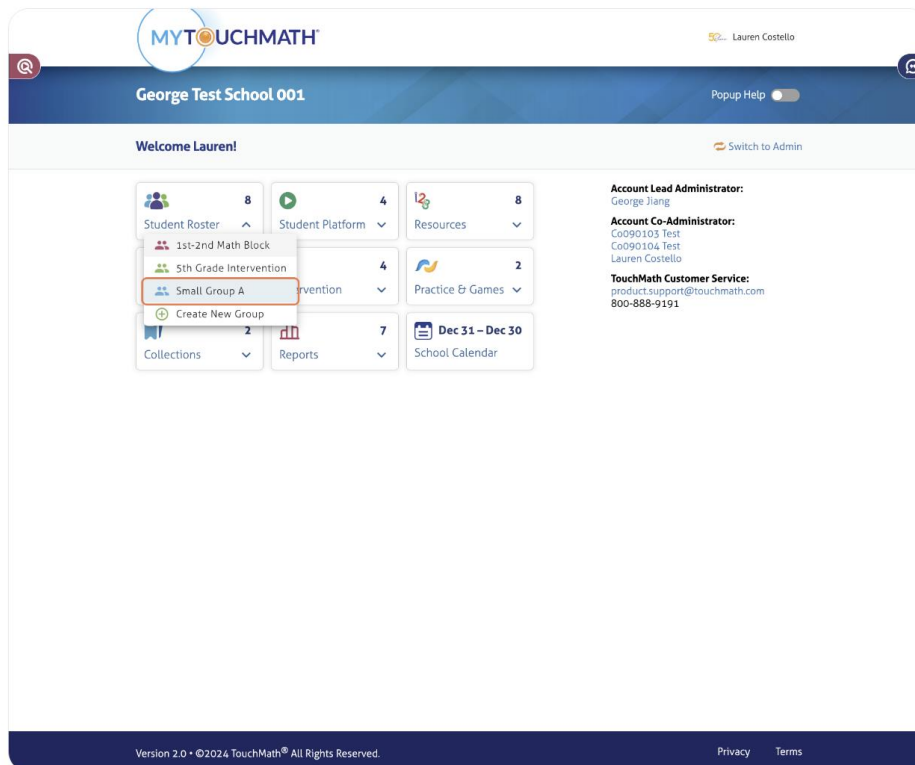 MYTOUCHMATH®
Lauren Costello
George Test School 001
Popup Help
Welcome Lauren!
Switch to Admin
8
Student Roster
4
Student Platform
8
Resources
1st-2nd Math Block
5th Grade Intervention
Small Group A
Create New Group
4
2
Practice & Games
2
Collections
7
Reports
Dec 31 – Dec 30
School Calendar
Account Lead Administrator:
George Jiang
Account Co-Administrator:
Co090103 Test
Co090104 Test
Lauren Costello
TouchMath Customer Service:
product.support@touchmath.com
800-888-9191
Version 2.0 • ©2024 TouchMath® All Rights Reserved.
Privacy
Terms